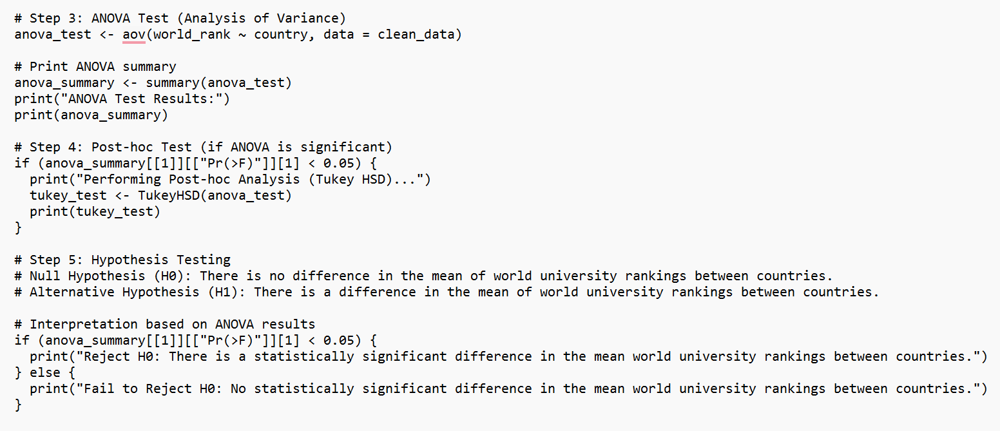 # Step 3: ANOVA Test (Analysis of Variance)
anova_test <- aov(world_rank ~ country, data = clean_data)

# Print ANOVA summary
anova_summary <- summary(anova_test)
print("ANOVA Test Results:")
print(anova_summary)

# Step 4: Post-hoc Test (if ANOVA is significant)
if (anova_summary[[1]][["Pr(>F)"]][1] < 0.05) {
  print("Performing Post-hoc Analysis (Tukey HSD)...")
  tukey_test <- TukeyHSD(anova_test)
  print(tukey_test)
}

# Step 5: Hypothesis Testing
# Null Hypothesis (H0): There is no difference in the mean of world university rankings between countries.
# Alternative Hypothesis (H1): There is a difference in the mean of world university rankings between countries.

# Interpretation based on ANOVA results
if (anova_summary[[1]][["Pr(>F)"]][1] < 0.05) {
  print("Reject H0: There is a statistically significant difference in the mean world university rankings between countries.")
} else {
  print("Fail to Reject H0: No statistically significant difference in the mean world university rankings between countries.")
}